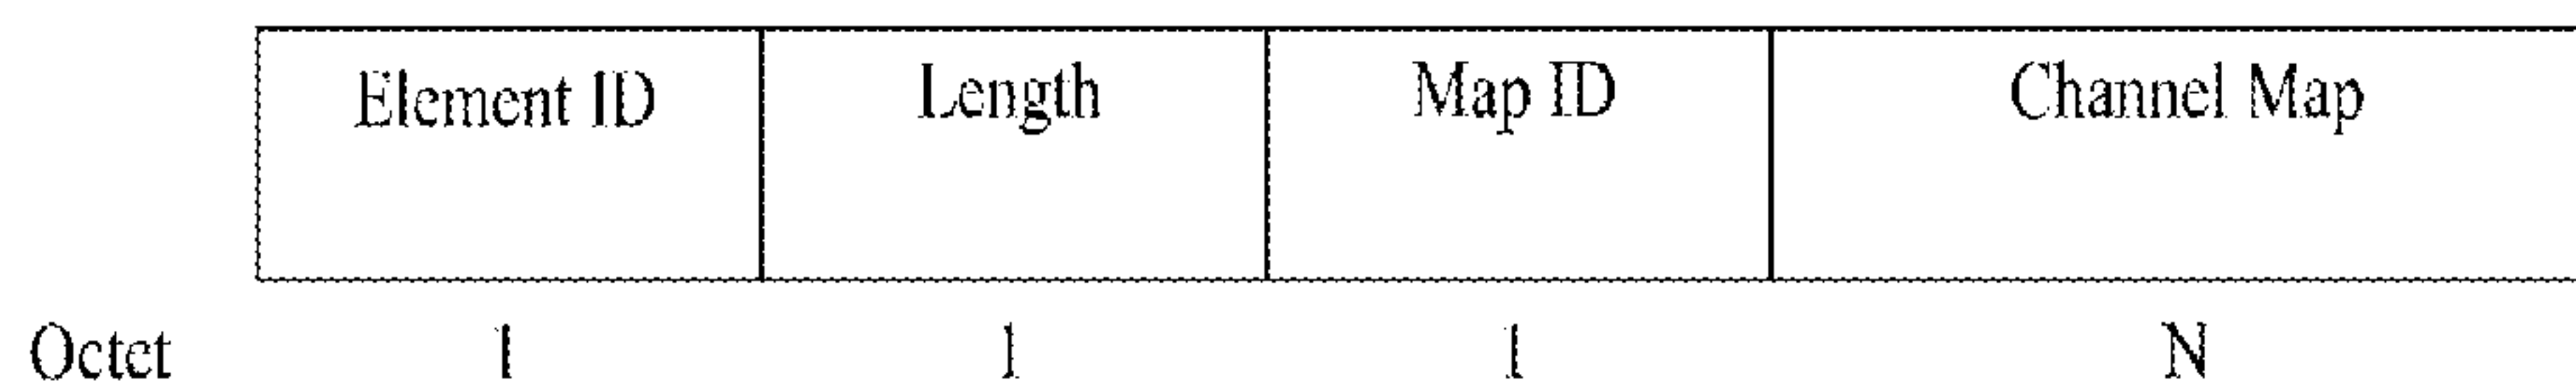 Element ID Length Map ID Channel Map
Octet 1 1 1 N